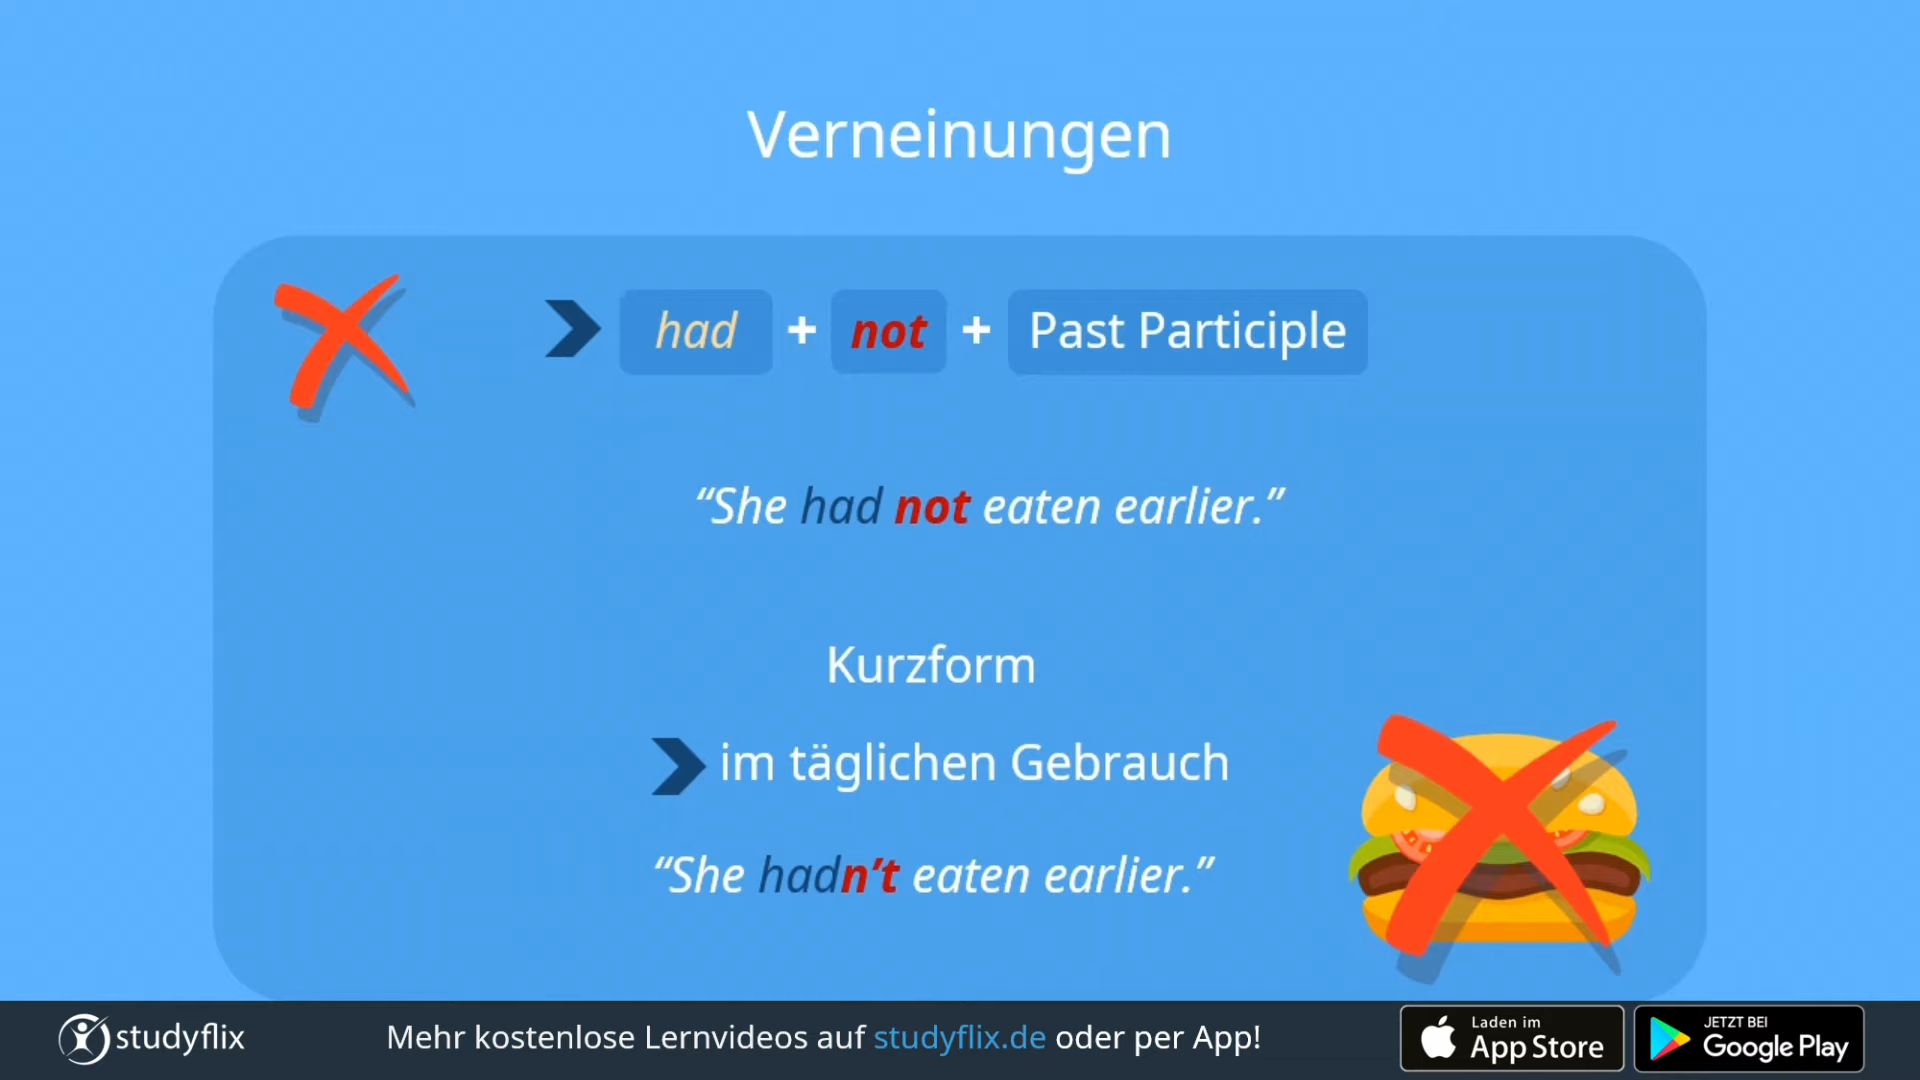 Verneinungen
had + not + Past Participle
“She had not eaten earlier.”
Kurzform
im täglichen Gebrauch
“She hadn’t eaten earlier.”
studyflix
Mehr kostenlose Lernvideos auf studyflix.de oder per App!
Laden im
App Store
JETZT BEI
Google Play